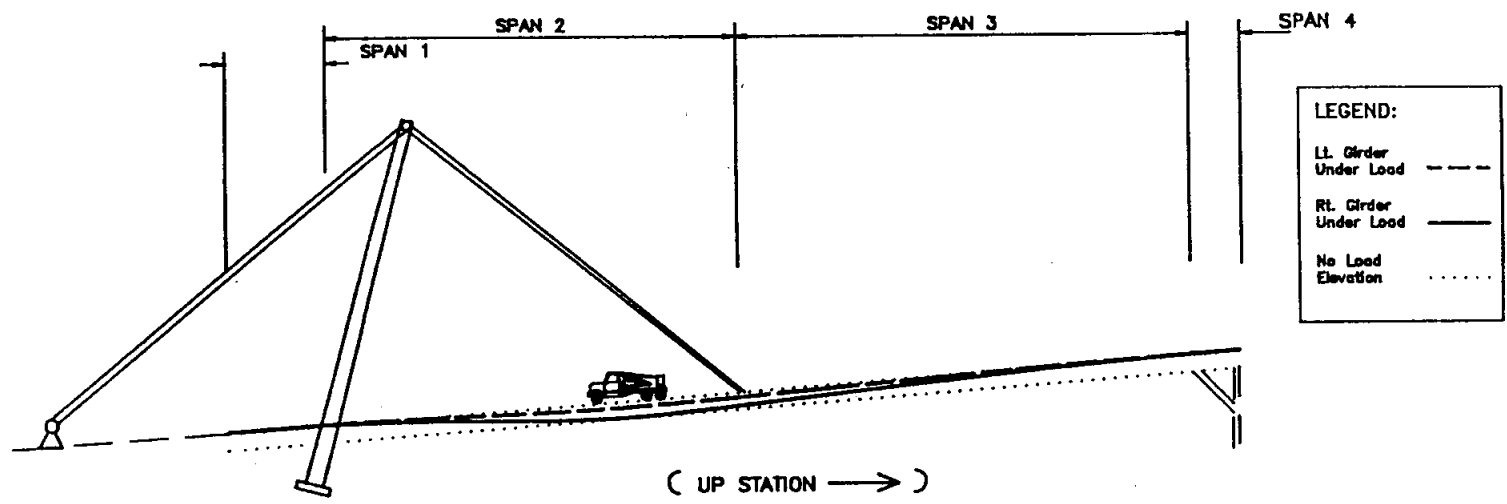 SPAN 2
SPAN 3
SPAN 4
SPAN 1
LEGEND:
Lt. Girder
Under Load
Rt. Girder
Under Load
No Load
Elevation
( UP STATION )